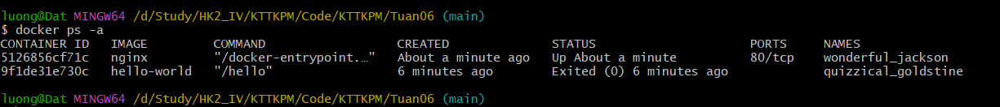 luong@Dat MINGW64 /d/Study/HK2_IV/KTTKPM/Code/KTTKPM/Tuan06 (main)
$ docker ps -a
CONTAINER ID   IMAGE         COMMAND                  CREATED              STATUS                     PORTS     NAMES
5126856cf71c   nginx         "/docker-entrypoint.…"   About a minute ago   Up About a minute          80/tcp    wonderful_jackson
9f1de31e730c   hello-world   "/hello"                 6 minutes ago        Exited (0) 6 minutes ago             quizzical_goldstine
luong@Dat MINGW64 /d/Study/HK2_IV/KTTKPM/Code/KTTKPM/Tuan06 (main)